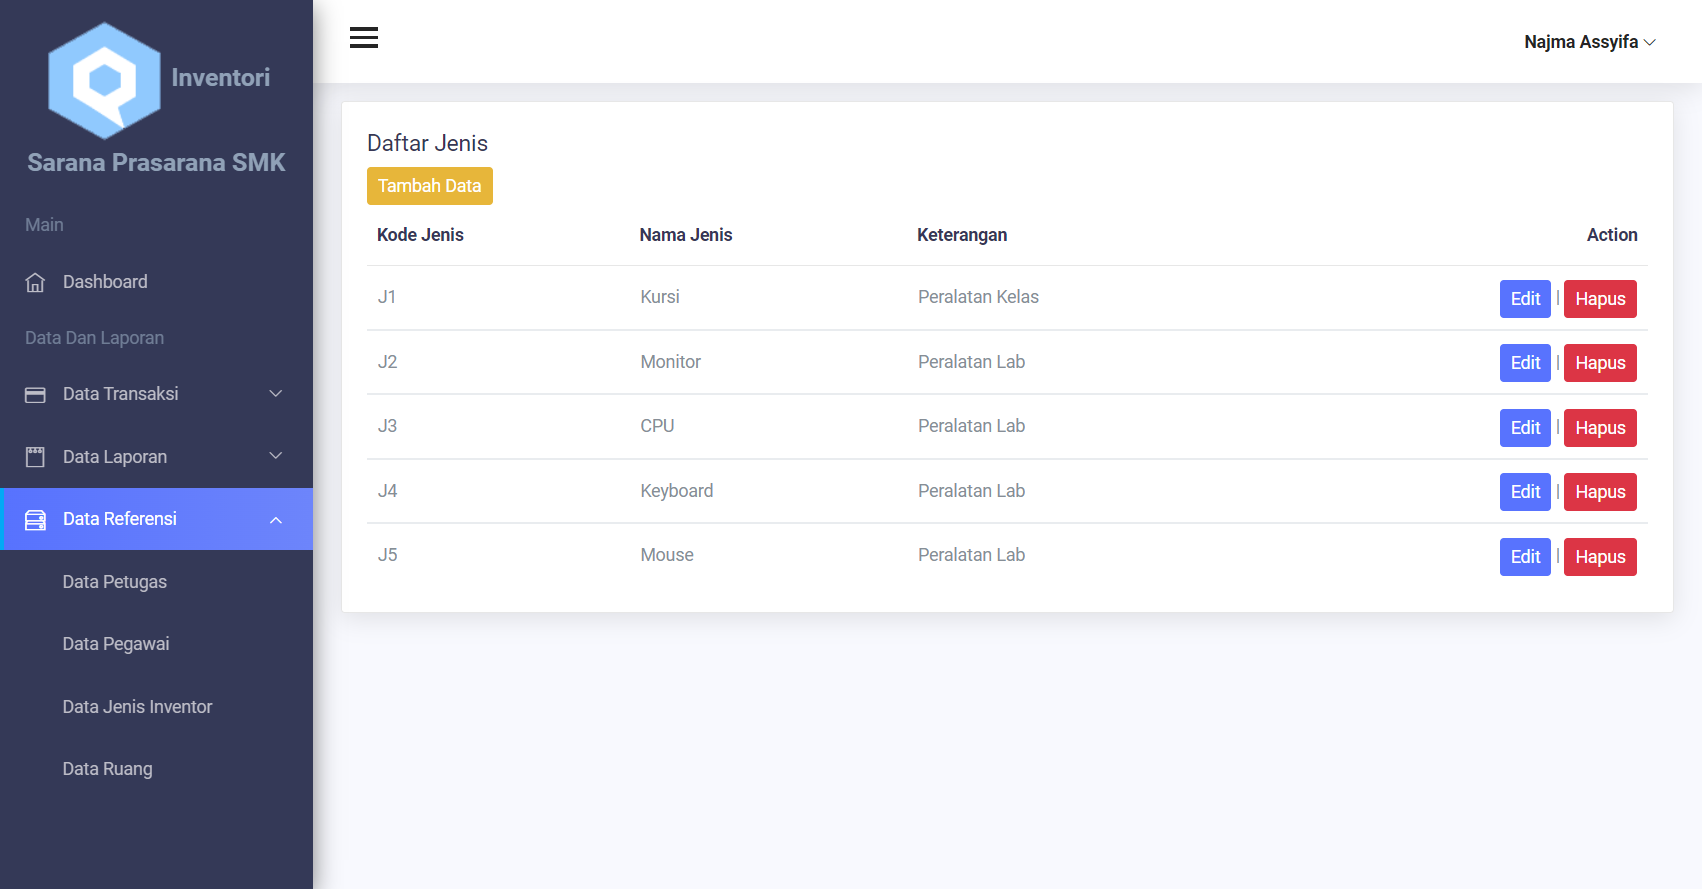 Inventori
Sarana Prasarana SMK
Main
Dashboard
Data Dan Laporan
Data Transaksi
Data Laporan
Data Referensi
Data Petugas
Data Pegawai
Data Jenis Inventor
Data Ruang
Najma Assyifa
Daftar Jenis
Tambah Data
Kode Jenis Nama Jenis Keterangan Action
J1 Kursi Peralatan Kelas Edit | Hapus
J2 Monitor Peralatan Lab Edit | Hapus
J3 CPU Peralatan Lab Edit | Hapus
J4 Keyboard Peralatan Lab Edit | Hapus
J5 Mouse Peralatan Lab Edit | Hapus